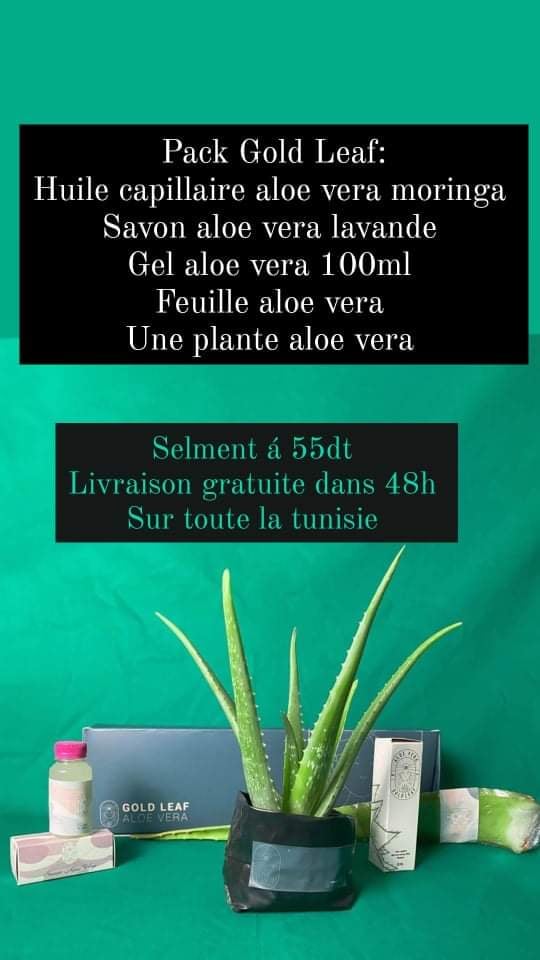 Pack Gold Leaf:
Huile capillaire aloe vera moringa
Savon aloe vera lavande
Gel aloe vera 100ml
Feuille aloe vera
Une plante aloe vera
Selment á 55dt
Livraison gratuite dans 48h
Sur toute la tunisie
GOLD LEAF
ALOE VERA